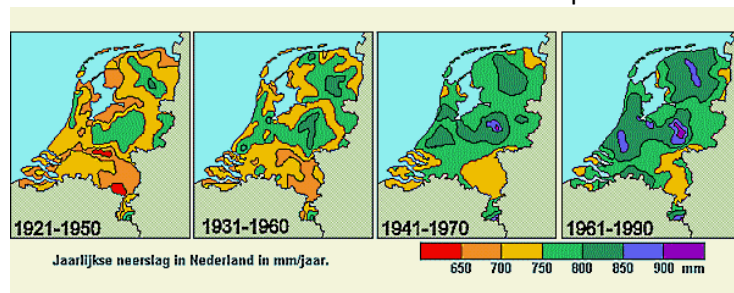 1921-1950 1931-1960 1941-1970 1961-1990
Jaarlijkse neerslag in Nederland in mm/jaar.
650 700 750 800 850 900 mm